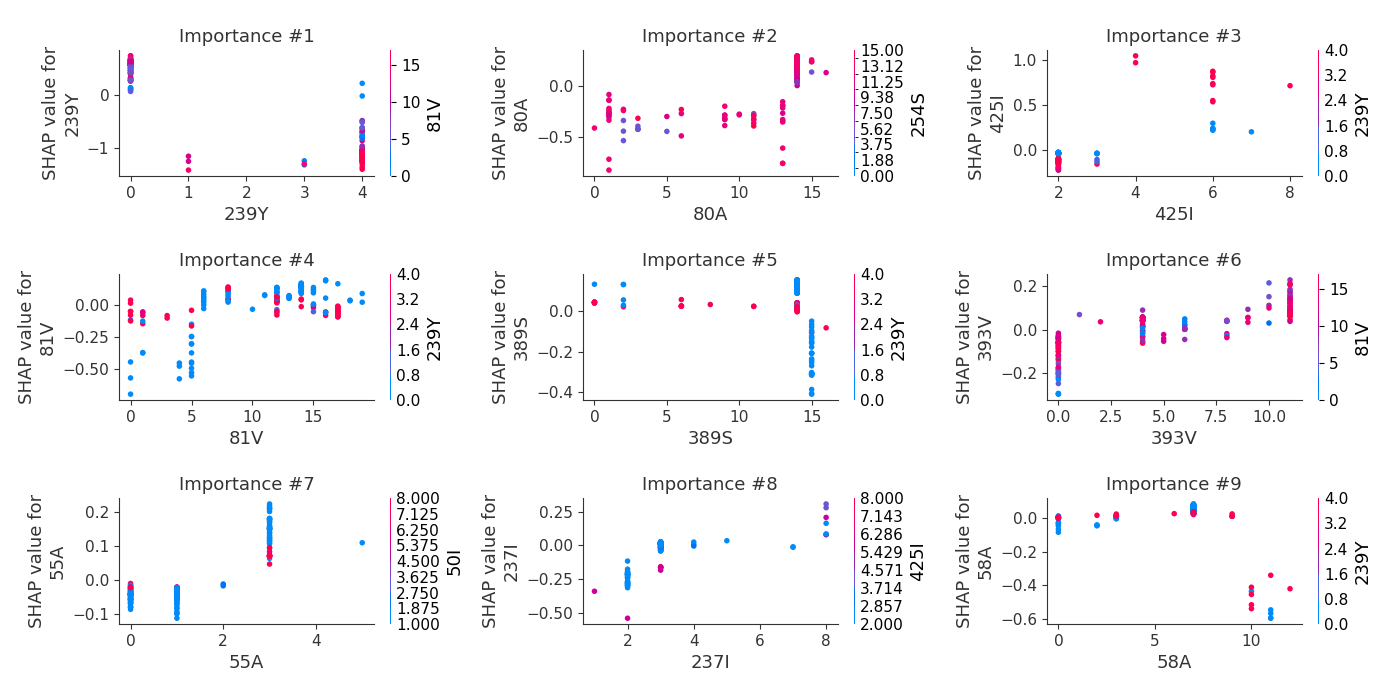 Importance #1
SHAP value for
239Y
0
−1
0 1 2 3 4
239Y
15
10
5
0
81V
Importance #2
SHAP value for
80A
0.0
−0.5
0 5 10 15
80A
15.00
13.12
11.25
9.38
7.50
5.62
3.75
1.88
0.00
254S
Importance #3
SHAP value for
425I
1.0
0.5
0.0
2 4 6 8
425I
4.0
3.2
2.4
1.6
0.8
0.0
239Y
Importance #4
SHAP value for
81V
0.00
−0.25
−0.50
0 5 10 15
81V
4.0
3.2
2.4
1.6
0.8
0.0
239Y
Importance #5
SHAP value for
389S
0.0
−0.2
−0.4
0 5 10 15
389S
4.0
3.2
2.4
1.6
0.8
0.0
239Y
Importance #6
SHAP value for
393V
0.2
0.0
−0.2
0.0 2.5 5.0 7.5 10.0
393V
15
10
5
0
81V
Importance #7
SHAP value for
55A
0.2
0.1
0.0
−0.1
0 2 4
55A
8.000
7.125
6.250
5.375
4.500
3.625
2.750
1.875
1.000
50I
Importance #8
SHAP value for
237I
0.25
0.00
−0.25
−0.50
2 4 6 8
237I
8.000
7.143
6.286
5.429
4.571
3.714
2.857
2.000
425I
Importance #9
SHAP value for
58A
0.0
−0.2
−0.4
−0.6
0 5 10
58A
4.0
3.2
2.4
1.6
0.8
0.0
239Y